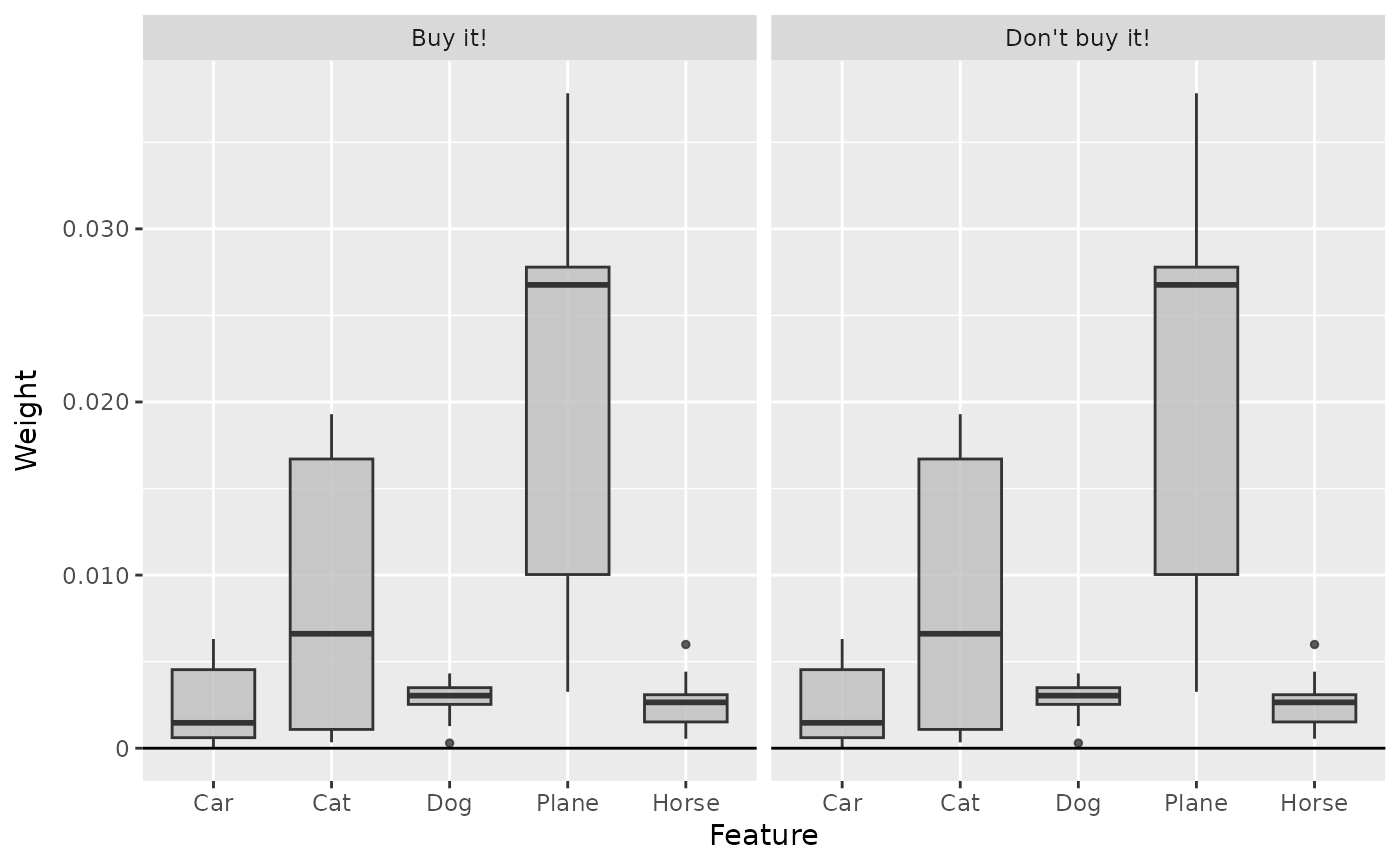 Buy it!
Don't buy it!
Weight
0.030
0.020
0.010
0
Car Cat Dog Plane Horse
Car Cat Dog Plane Horse
Feature